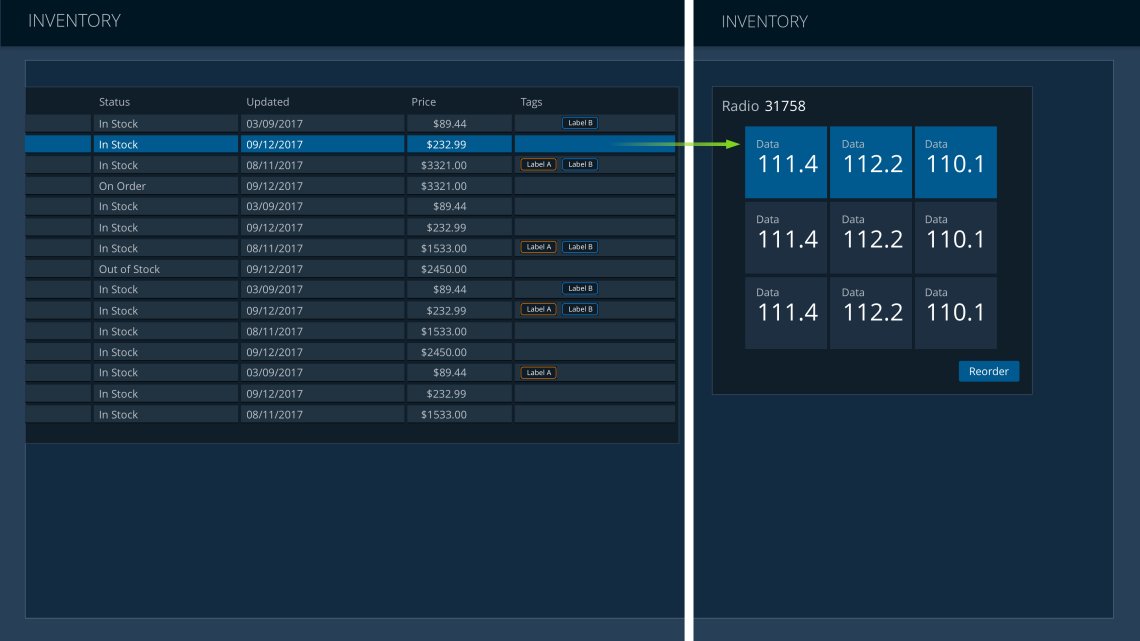 INVENTORY
Status Updated Price Tags
In Stock 03/09/2017 $89.44 Label B
In Stock 09/12/2017 $232.99
In Stock 08/11/2017 $3321.00 Label A Label B
On Order 09/12/2017 $3321.00
In Stock 03/09/2017 $89.44
In Stock 09/12/2017 $232.99
In Stock 08/11/2017 $1533.00 Label A Label B
Out of Stock 09/12/2017 $2450.00
In Stock 03/09/2017 $89.44 Label B
In Stock 09/12/2017 $232.99 Label A Label B
In Stock 08/11/2017 $1533.00
In Stock 09/12/2017 $2450.00
In Stock 03/09/2017 $89.44 Label A
In Stock 09/12/2017 $232.99
In Stock 08/11/2017 $1533.00
INVENTORY
Radio 31758
Data Data Data
111.4 112.2 110.1
Data Data Data
111.4 112.2 110.1
Data Data Data
111.4 112.2 110.1
Reorder